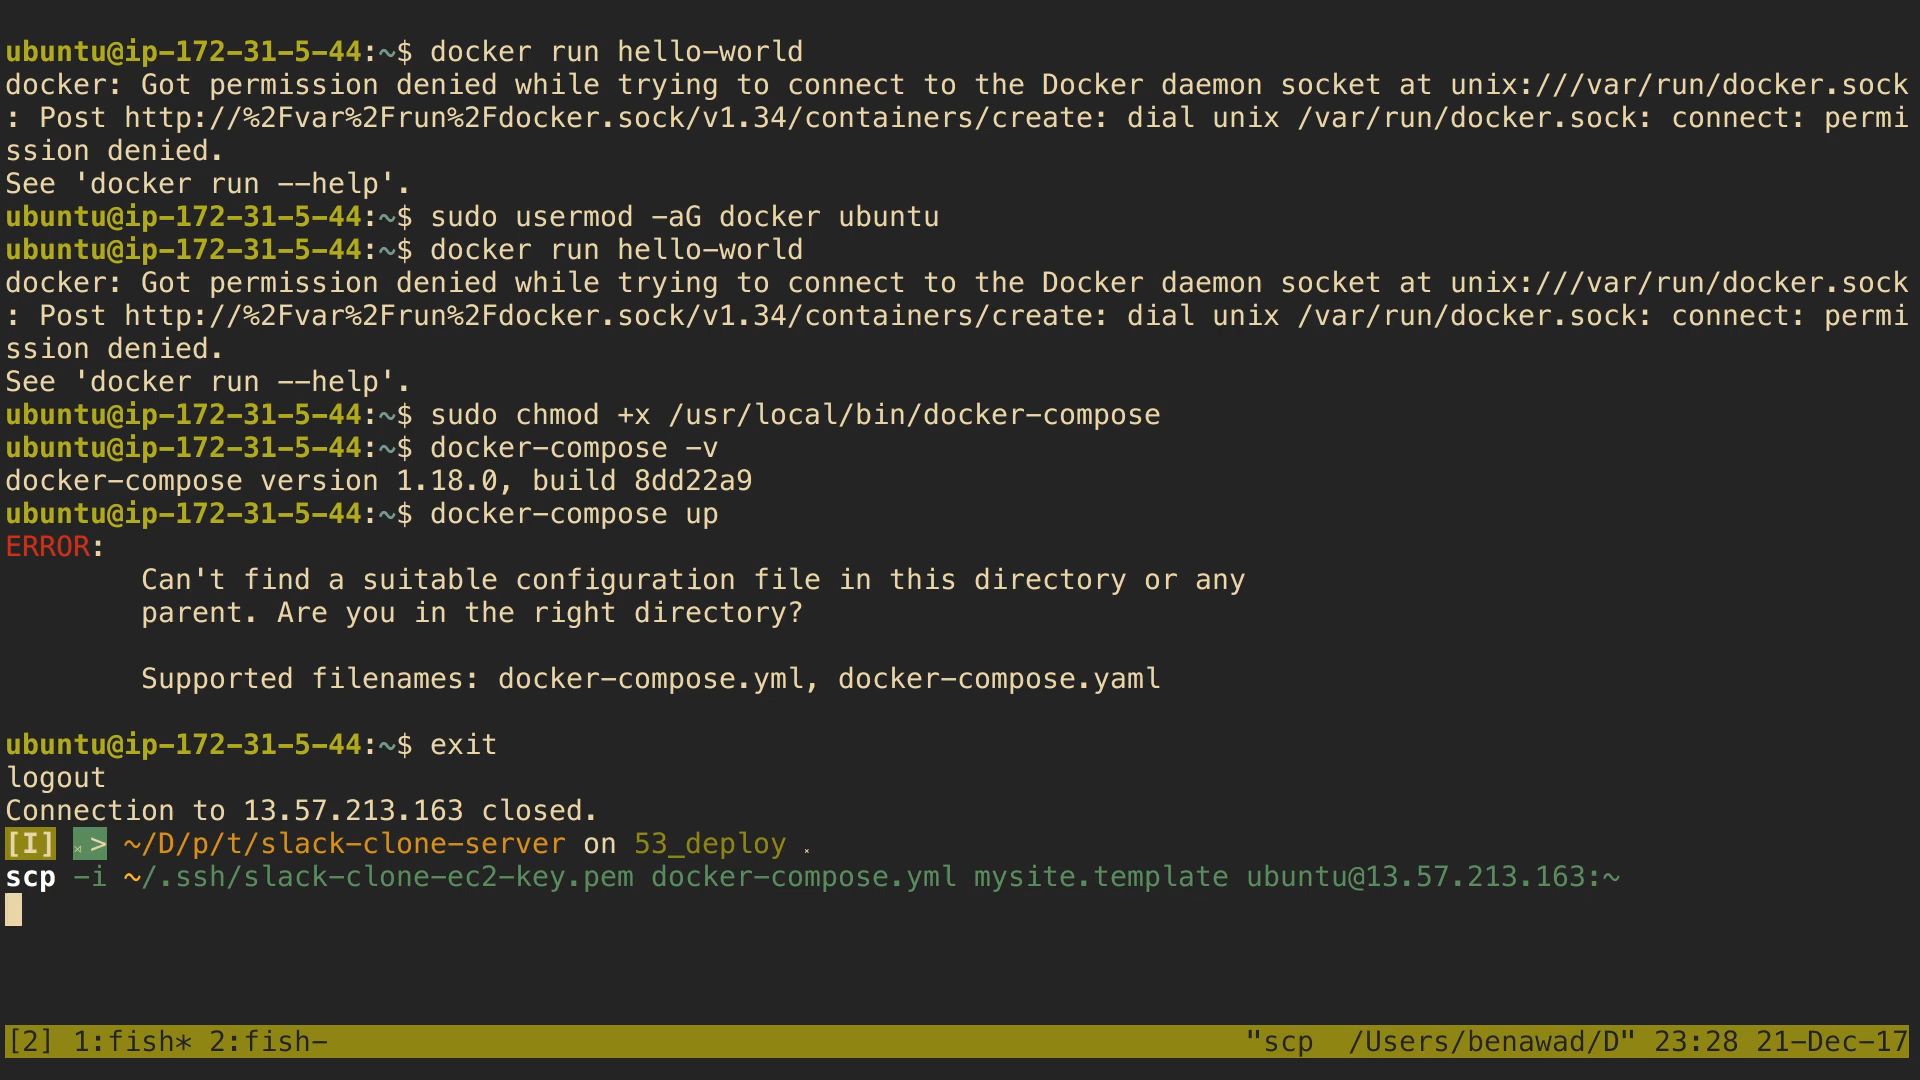 ubuntu@ip-172-31-5-44:~$ docker run hello-world
docker: Got permission denied while trying to connect to the Docker daemon socket at unix:///var/run/docker.sock
: Post http://%2Fvar%2Frun%2Fdocker.sock/v1.34/containers/create: dial unix /var/run/docker.sock: connect: permi
ssion denied.
See 'docker run --help'.
ubuntu@ip-172-31-5-44:~$ sudo usermod -aG docker ubuntu
ubuntu@ip-172-31-5-44:~$ docker run hello-world
docker: Got permission denied while trying to connect to the Docker daemon socket at unix:///var/run/docker.sock
: Post http://%2Fvar%2Frun%2Fdocker.sock/v1.34/containers/create: dial unix /var/run/docker.sock: connect: permi
ssion denied.
See 'docker run --help'.
ubuntu@ip-172-31-5-44:~$ sudo chmod +x /usr/local/bin/docker-compose
ubuntu@ip-172-31-5-44:~$ docker-compose -v
docker-compose version 1.18.0, build 8dd22a9
ubuntu@ip-172-31-5-44:~$ docker-compose up
ERROR:
Can't find a suitable configuration file in this directory or any
parent. Are you in the right directory?
Supported filenames: docker-compose.yml, docker-compose.yaml
ubuntu@ip-172-31-5-44:~$ exit
logout
Connection to 13.57.213.163 closed.
[I] > ~/D/p/t/slack-clone-server on 53_deploy
scp -i ~/.ssh/slack-clone-ec2-key.pem docker-compose.yml mysite.template ubuntu@13.57.213.163:~
[2] 1:fish* 2:fish- "scp  /Users/benawad/D" 23:28 21-Dec-17